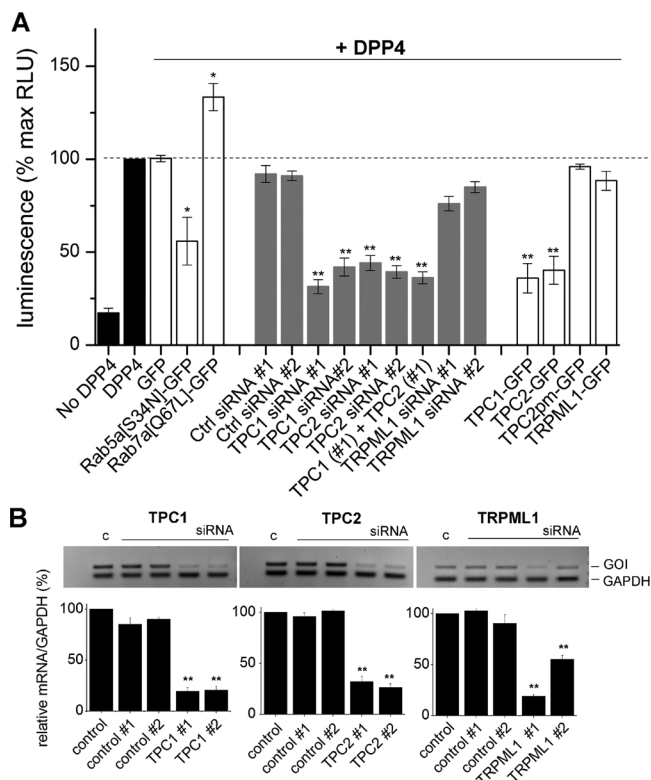 A
+ DPP4
luminescence (% max RLU)
150
100
50
0
*
*
**
**
**
**
**
**
**
No DPP4
DPP4
GFP
Rab5a[S34N]-GFP
Rab7a[Q67L]-GFP
Ctrl siRNA #1
Ctrl siRNA #2
TPC1 siRNA #1
TPC1 siRNA#2
TPC2 siRNA #1
TPC2 siRNA #2
TPC1 (#1) + TPC2 (#1)
TRPML1 siRNA #1
TRPML1 siRNA #2
TPC1-GFP
TPC2-GFP
TPC2pm-GFP
TRPML1-GFP
B
TPC1
TPC2
TRPML1
c siRNA
c siRNA
c siRNA
GOI
GAPDH
relative mRNA/GAPDH (%)
100
50
0
**
**
control
control #1
control #2
TPC1 #1
TPC1 #2
100
50
0
**
**
control
control #1
control #2
TPC2 #1
TPC2 #2
100
50
0
**
**
control
control #1
control #2
TRPML1 #1
TRPML1 #2